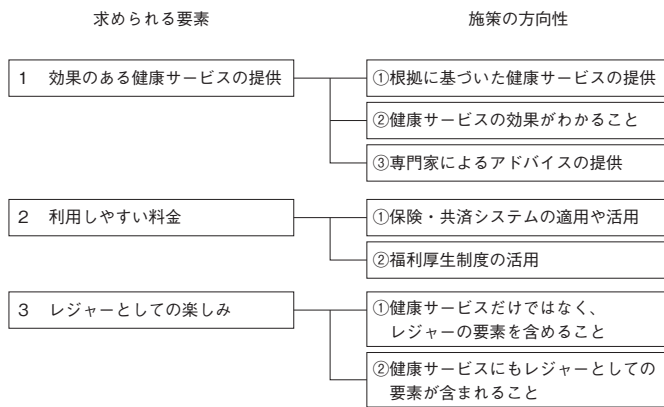 求められる要素
施策の方向性
1 効果のある健康サービスの提供
①根拠に基づいた健康サービスの提供
②健康サービスの効果がわかること
③専門家によるアドバイスの提供
2 利用しやすい料金
①保険・共済システムの適用や活用
②福利厚生制度の活用
3 レジャーとしての楽しみ
①健康サービスだけではなく、
レジャーの要素を含めること
②健康サービスにもレジャーとしての
要素が含まれること